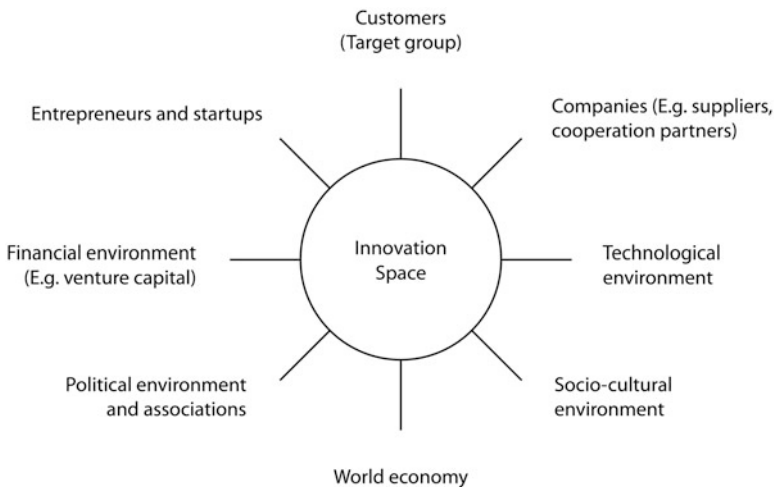 Customers
(Target group)
Entrepreneurs and startups
Companies (E.g. suppliers,
cooperation partners)
Financial environment
(E.g. venture capital)
Innovation
Space
Technological
environment
Political environment
and associations
Socio-cultural
environment
World economy